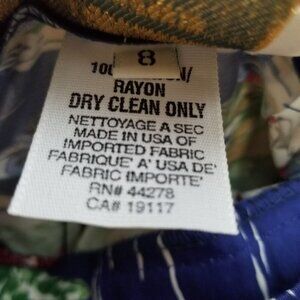 8
RAYON
DRY CLEAN ONLY
NETTOYAGE A SEC
MADE IN USA OF
IMPORTED FABRIC
FABRIQUE' A' USA DE'
FABRIC IMPORTE'
RN# 44278
CA# 19117